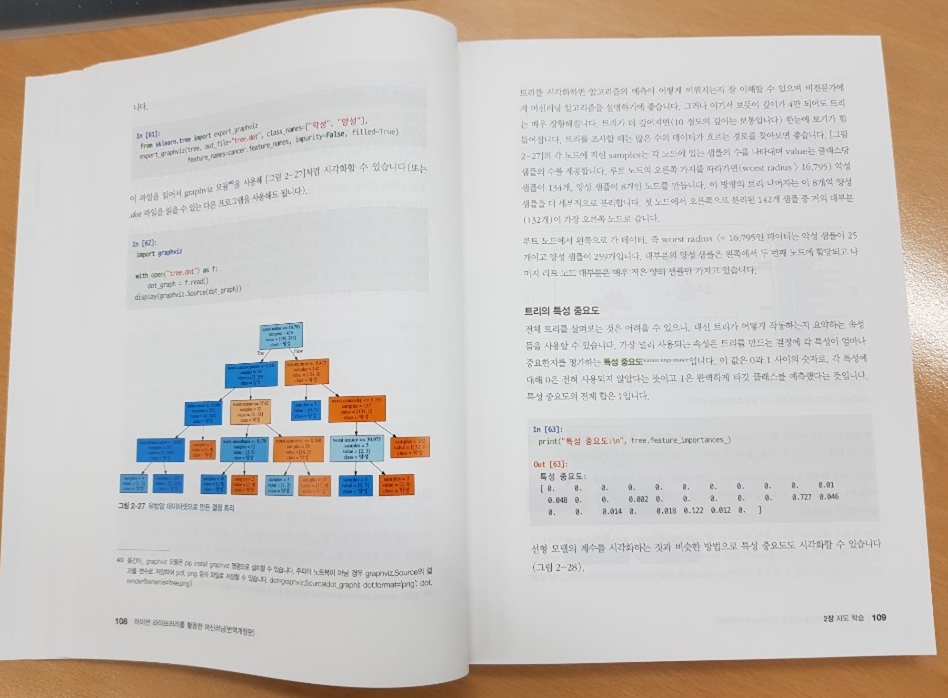 니다.
In [61]:
from sklearn.tree import export_graphviz
export_graphviz(tree, out_file="tree.dot", class_names=["악성", "양성"],
feature_names=cancer.feature_names, impurity=False, filled=True)
이 파일을 읽어서 graphviz 모듈40을 사용해 [그림 2-27]처럼 시각화할 수 있습니다(또는
.dot 파일을 읽을 수 있는 다른 프로그램을 사용해도 됩니다).
In [62]:
import graphviz
with open("tree.dot") as f:
dot_graph = f.read()
display(graphviz.Source(dot_graph))
True False
그림 2-27 유방암 데이터셋으로 만든 결정 트리
40 옮긴이_ graphviz 모듈은 pip install graphviz 명령으로 설치할 수 있습니다. 주피터 노트북이 아닐 경우 graphviz.Source의 결
과를 변수로 저장하여 pdf, png 등의 파일로 저장할 수 있습니다. dot=graphviz.Source(dot_graph); dot.format='png'; dot.
render(filename='tree.png')
108 파이썬 라이브러리를 활용한 머신러닝(번역개정판)
트리를 시각화하면 알고리즘의 예측이 어떻게 이뤄지는지 잘 이해할 수 있으며 비전문가에
게 머신러닝 알고리즘을 설명하기에 좋습니다. 그러나 여기서 보듯이 깊이가 4만 되어도 트리
는 매우 장황해집니다. 트리가 더 깊어지면(10 정도의 깊이는 보통입니다) 한눈에 보기가 힘
들어집니다. 트리를 조사할 때는 많은 수의 데이터가 흐르는 경로를 찾아보면 좋습니다. [그림
2-27]의 각 노드에 적힌 samples는 각 노드에 있는 샘플의 수를 나타내며 value는 클래스당
샘플의 수를 제공합니다. 루트 노드의 오른쪽 가지를 따라가면(worst radius > 16.795) 악성
샘플이 134개, 양성 샘플이 8개인 노드를 만듭니다. 이 방향의 트리 나머지는 이 8개의 양성
샘플을 더 세부적으로 분리합니다. 첫 노드에서 오른쪽으로 분리된 142개 샘플 중 거의 대부분
(132개)이 가장 오른쪽 노드로 갑니다.
루트 노드에서 왼쪽으로 간 데이터, 즉 worst radius <= 16.795인 데이터는 악성 샘플이 25
개이고 양성 샘플이 259개입니다. 대부분의 양성 샘플은 왼쪽에서 두 번째 노드에 할당되고 나
머지 리프 노드 대부분은 매우 적은 양의 샘플만 가지고 있습니다.
트리의 특성 중요도
전체 트리를 살펴보는 것은 어려울 수 있으니, 대신 트리가 어떻게 작동하는지 요약하는 속성
들을 사용할 수 있습니다. 가장 널리 사용되는 속성은 트리를 만드는 결정에 각 특성이 얼마나
중요한지를 평가하는 특성 중요도feature importance입니다. 이 값은 0과 1 사이의 숫자로, 각 특성에
대해 0은 전혀 사용되지 않았다는 뜻이고 1은 완벽하게 타깃 클래스를 예측했다는 뜻입니다.
특성 중요도의 전체 합은 1입니다.
In [63]:
print("특성 중요도:\n", tree.feature_importances_)
Out [63]:
특성 중요도:
[ 0. 0. 0. 0. 0. 0. 0. 0. 0. 0. 0.01
0.048 0. 0. 0.002 0. 0. 0. 0. 0. 0.727 0.046
0. 0. 0.014 0. 0.018 0.122 0.012 0. ]
선형 모델의 계수를 시각화하는 것과 비슷한 방법으로 특성 중요도도 시각화할 수 있습니다
(그림 2-28).
2장 지도 학습 109